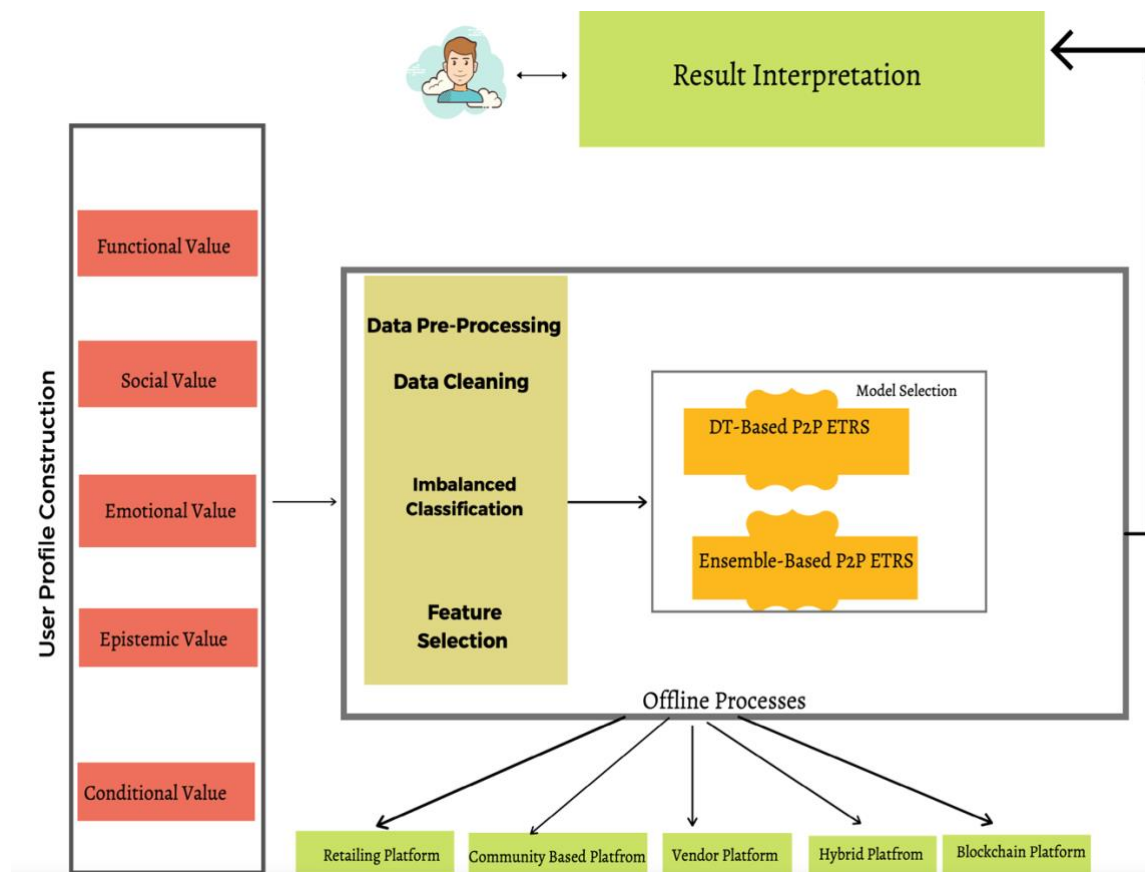 Result Interpretation
User Profile Construction
Functional Value
Social Value
Emotional Value
Epistemic Value
Conditional Value
Data Pre-Processing
Data Cleaning
Imbalanced
Classification
Feature
Selection
Model Selection
DT-Based P2P ETRS
Ensemble-Based P2P ETRS
Offline Processes
Retailing Platform
Community Based Platfrom
Vendor Platform
Hybrid Platfrom
Blockchain Platform